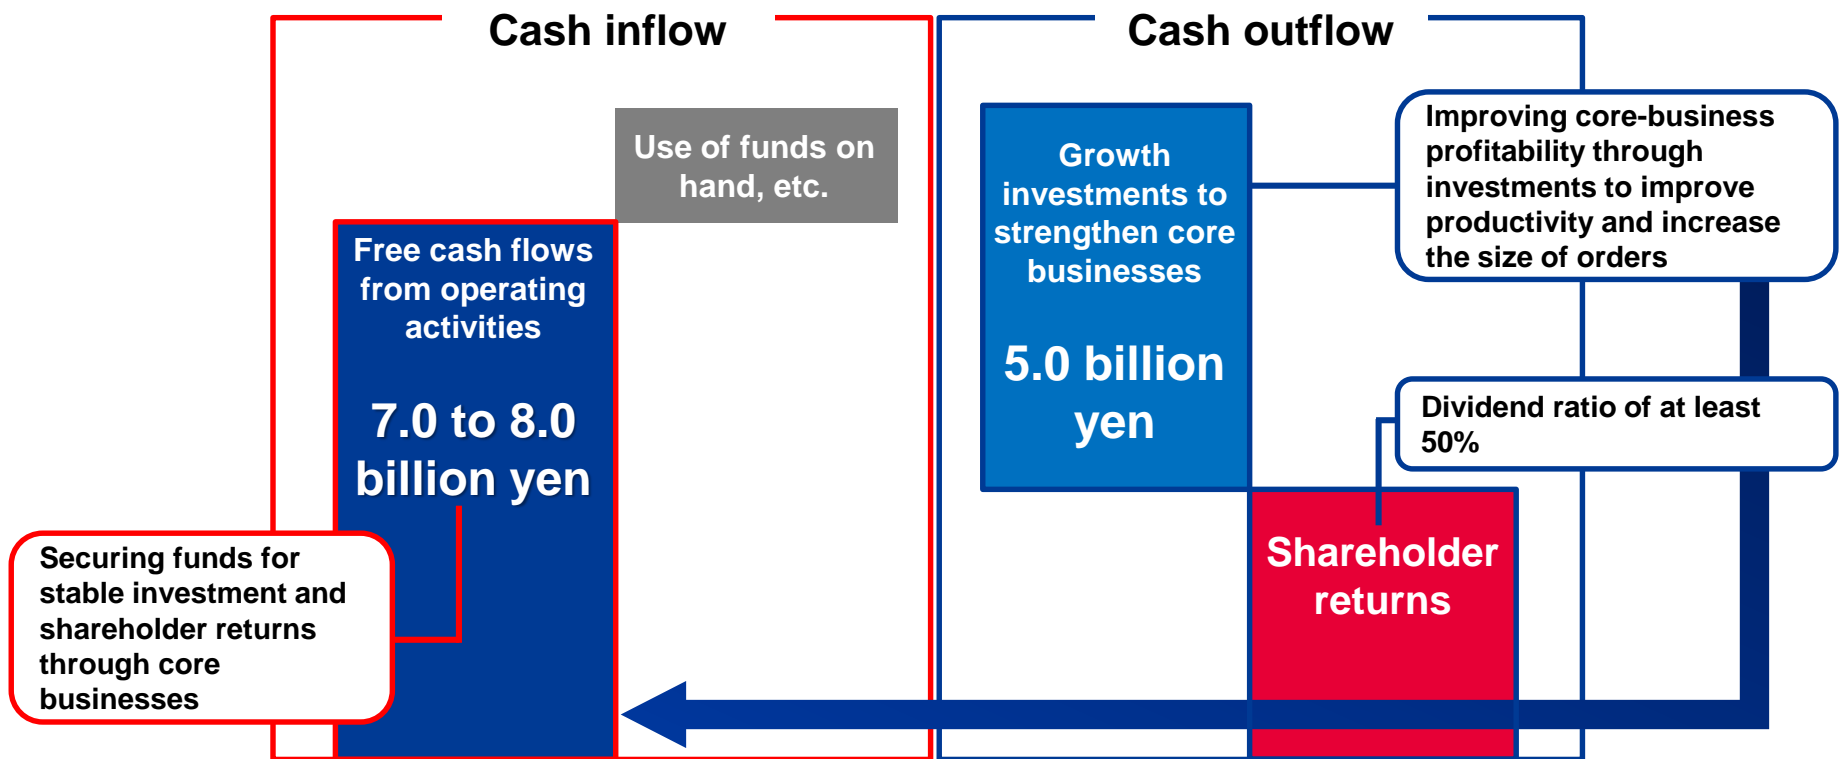 Cash inflow
Use of funds on
hand, etc.
Free cash flows
from operating
activities
7.0 to 8.0
billion yen
Securing funds for
stable investment and
shareholder returns
through core
businesses
Cash outflow
Growth
investments to
strengthen core
businesses
5.0 billion
yen
Improving core-business
profitability through
investments to improve
productivity and increase
the size of orders
Dividend ratio of at least
50%
Shareholder
returns